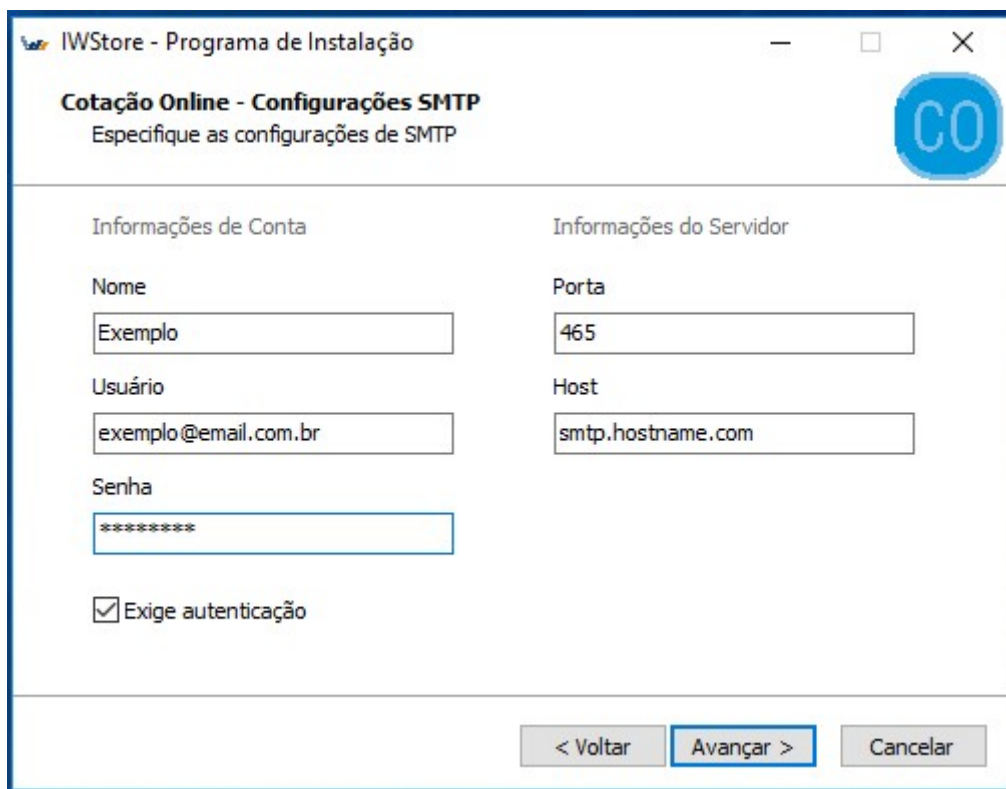 IWStore - Programa de Instalação
Cotação Online - Configurações SMTP
Especifique as configurações de SMTP
CO
Informações de Conta
Informações do Servidor
Nome
Porta
Exemplo
465
Usuário
Host
exemplo@email.com.br
smtp.hostname.com
Senha
********
Exige autenticação
< Voltar
Avançar >
Cancelar